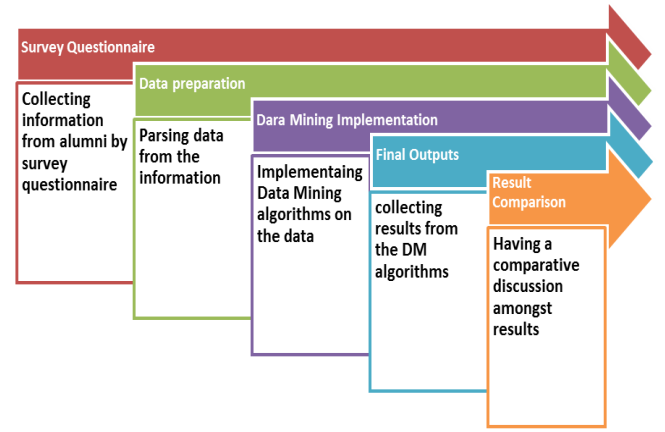 Survey Questionnaire
Collecting
information
from alumni by
survey
questionnaire
Data preparation
Parsing data
from the
information
Dara Mining Implementation
Implementaing
Data Mining
algorithms on
the data
Final Outputs
collecting
results from
the DM
algorithms
Result
Comparison
Having a
comparative
discussion
amongst
results